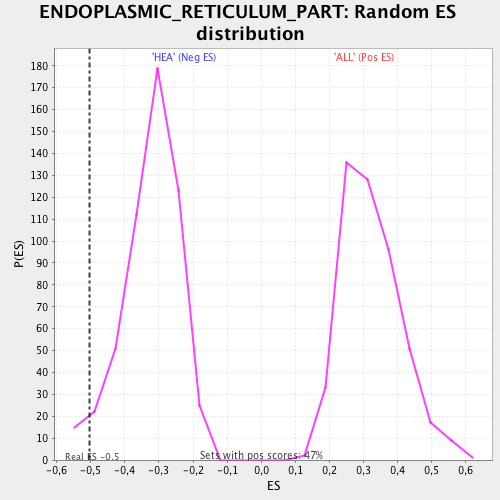 ENDOPLASMIC_RETICULUM_PART: Random ES
distribution
'HEA' (Neg ES) 'ALL' (Pos ES)
180
170
160
150
140
130
120
110
100
90
80
70
60
50
40
30
20
10
0
P(ES)
Real ES -0.5 Sets with pos scores: 47%
-0,6 -0,5 -0,4 -0,3 -0,2 -0,1 0,0 0,1 0,2 0,3 0,4 0,5 0,6
ES